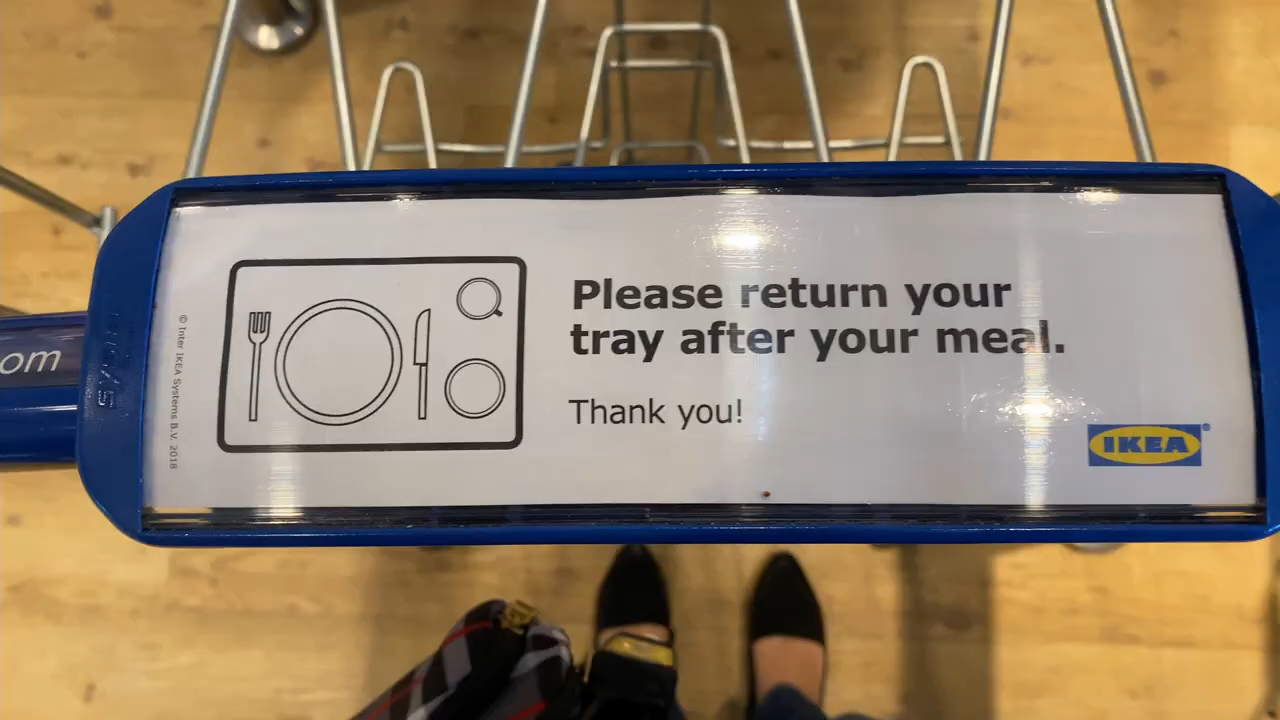 Please return your
tray after your meal.
Thank you!
IKEA
© Inter IKEA Systems B.V. 2018
om